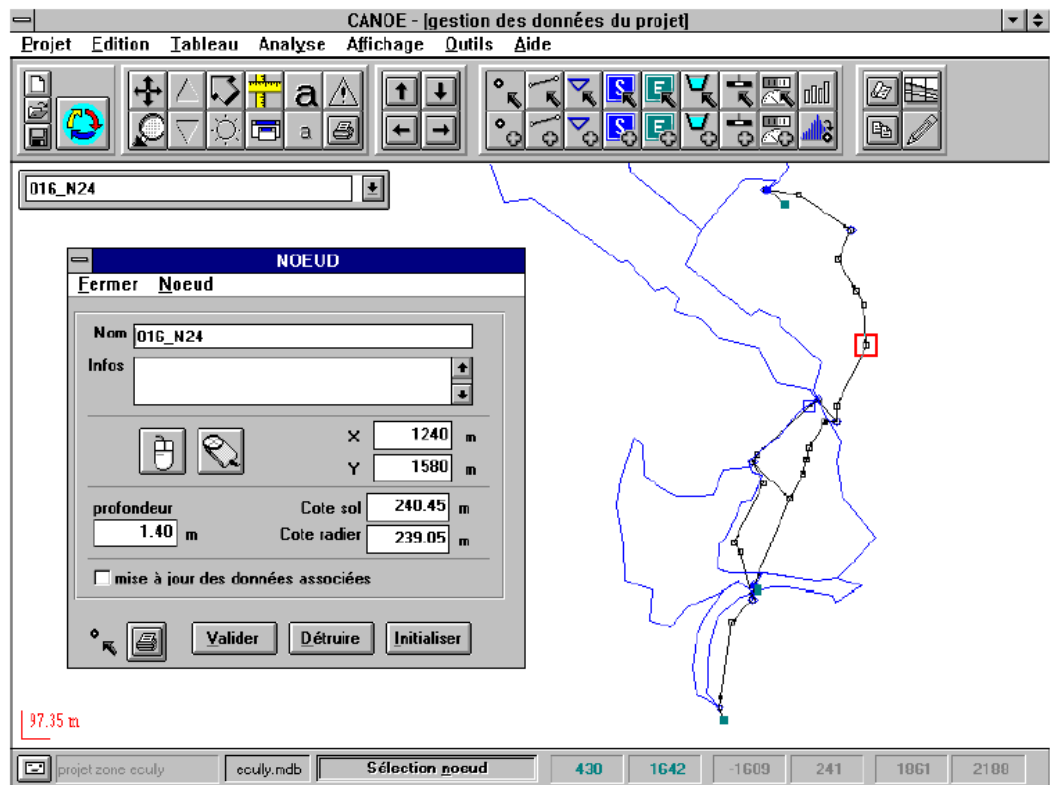 CANOE - [gestion des données du projet]
Projet Edition Tableau Analyse Affichage Outils Aide
a
S
E
a
S
E
016_N24
NOEUD
Fermer Noeud
Nom 016_N24
Infos
X 1240 m
Y 1580 m
profondeur
Cote sol 240.45 m
1.40 m
Cote radier 239.05 m
mise à jour des données associées
Valider Détruire Initialiser
97.35 m
projet zone ecully ecully.mdb Sélection noeud 430 1642 -1609 241 1861 2188